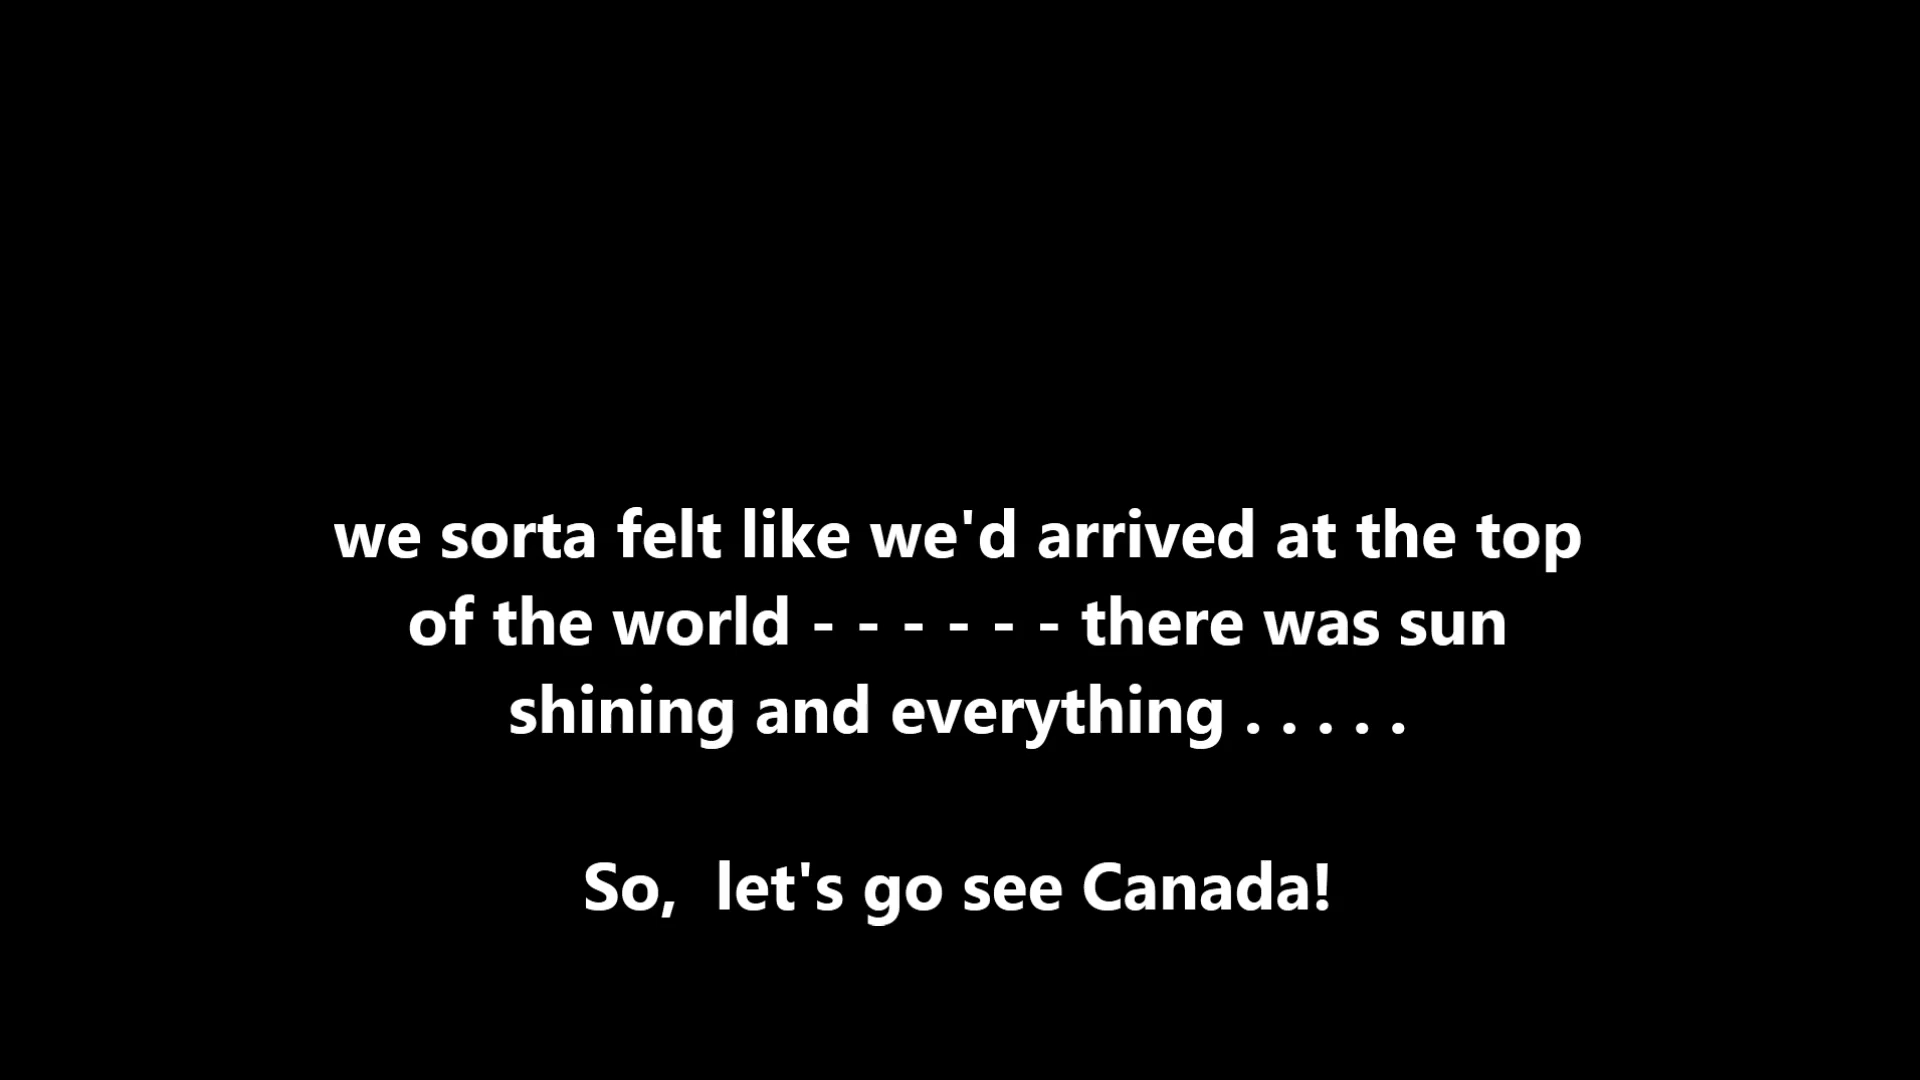 we sorta felt like we'd arrived at the top
of the world - - - - - - there was sun
shining and everything . . . . .
So,  let's go see Canada!